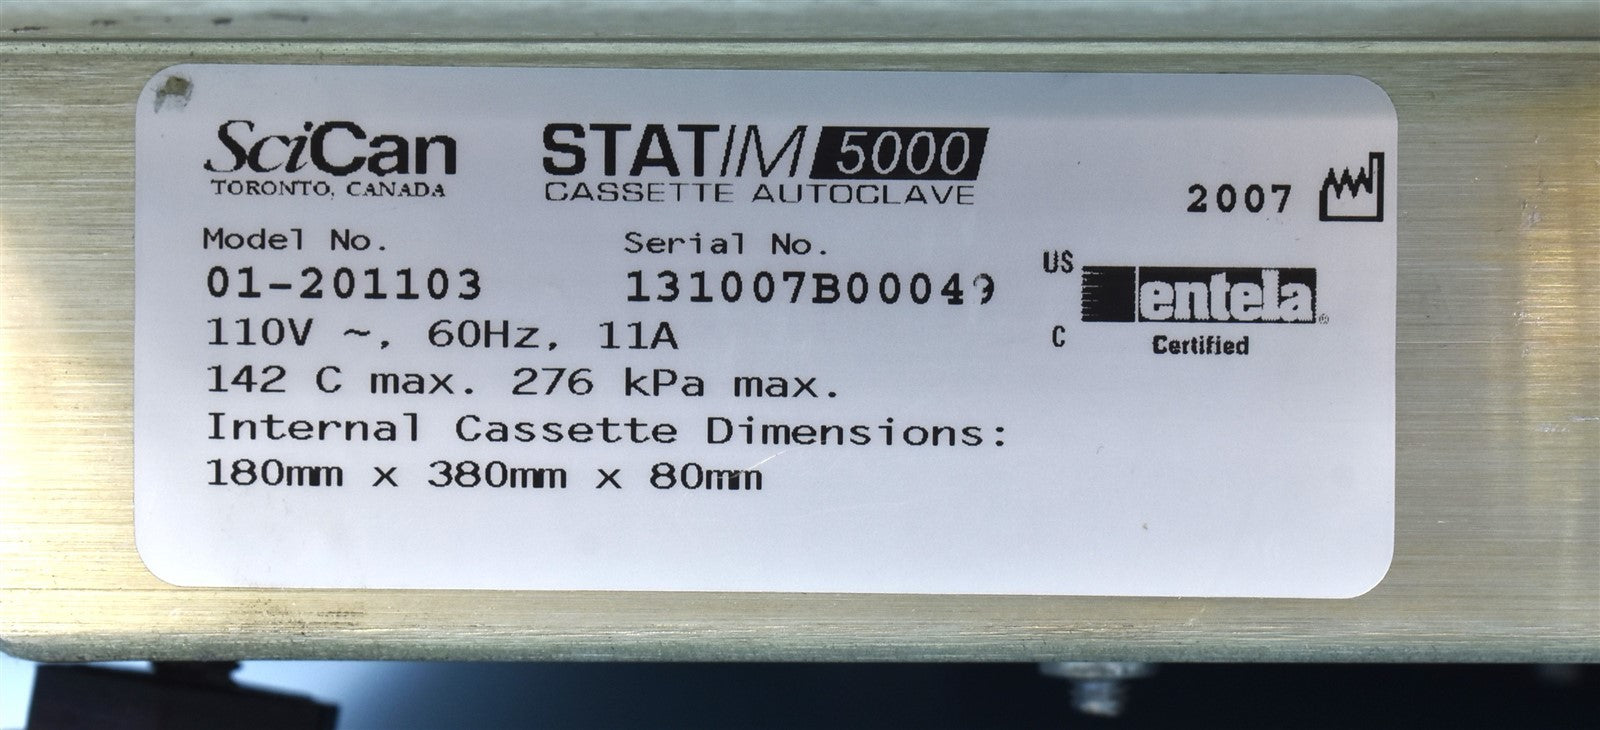 SciCan
TORONTO, CANADA
STATIM 5000
CASSETTE AUTOCLAVE
2007
Model No.
01-201103
Serial No.
131007B00049
110V ~, 60Hz, 11A
142 C max. 276 kPa max.
Internal Cassette Dimensions:
180mm x 380mm x 80mm
US
C
entela®
Certified